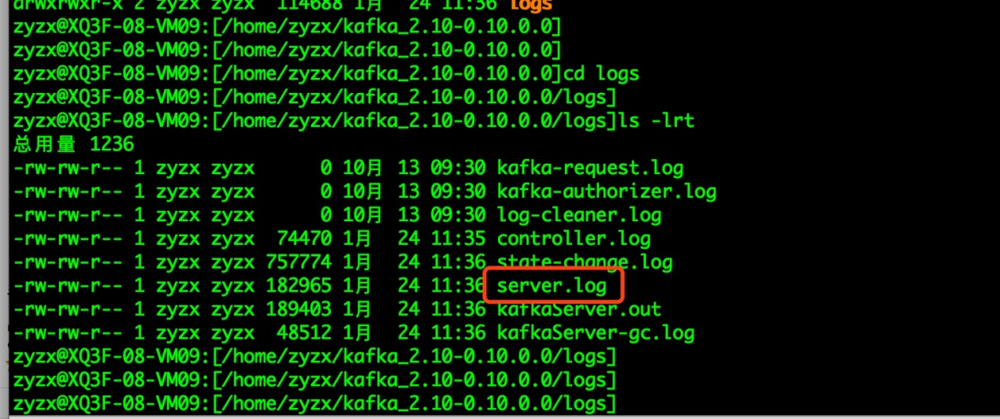 drwxrwxr-x 2 zyzx zyzx  114688 1月   24 11:36 logs
zyzx@XQ3F-08-VM09:[/home/zyzx/kafka_2.10-0.10.0.0]
zyzx@XQ3F-08-VM09:[/home/zyzx/kafka_2.10-0.10.0.0]
zyzx@XQ3F-08-VM09:[/home/zyzx/kafka_2.10-0.10.0.0]cd logs
zyzx@XQ3F-08-VM09:[/home/zyzx/kafka_2.10-0.10.0.0/logs]
zyzx@XQ3F-08-VM09:[/home/zyzx/kafka_2.10-0.10.0.0/logs]ls -lrt
总用量 1236
-rw-rw-r-- 1 zyzx zyzx      0 10月  13 09:30 kafka-request.log
-rw-rw-r-- 1 zyzx zyzx      0 10月  13 09:30 kafka-authorizer.log
-rw-rw-r-- 1 zyzx zyzx      0 10月  13 09:30 log-cleaner.log
-rw-rw-r-- 1 zyzx zyzx  74470 1月   24 11:35 controller.log
-rw-rw-r-- 1 zyzx zyzx 757774 1月   24 11:36 state-change.log
-rw-rw-r-- 1 zyzx zyzx 182965 1月   24 11:36 server.log
-rw-rw-r-- 1 zyzx zyzx 189403 1月   24 11:36 kafkaServer.out
-rw-rw-r-- 1 zyzx zyzx  48512 1月   24 11:36 kafkaServer-gc.log
zyzx@XQ3F-08-VM09:[/home/zyzx/kafka_2.10-0.10.0.0/logs]
zyzx@XQ3F-08-VM09:[/home/zyzx/kafka_2.10-0.10.0.0/logs]
zyzx@XQ3F-08-VM09:[/home/zyzx/kafka_2.10-0.10.0.0/logs]